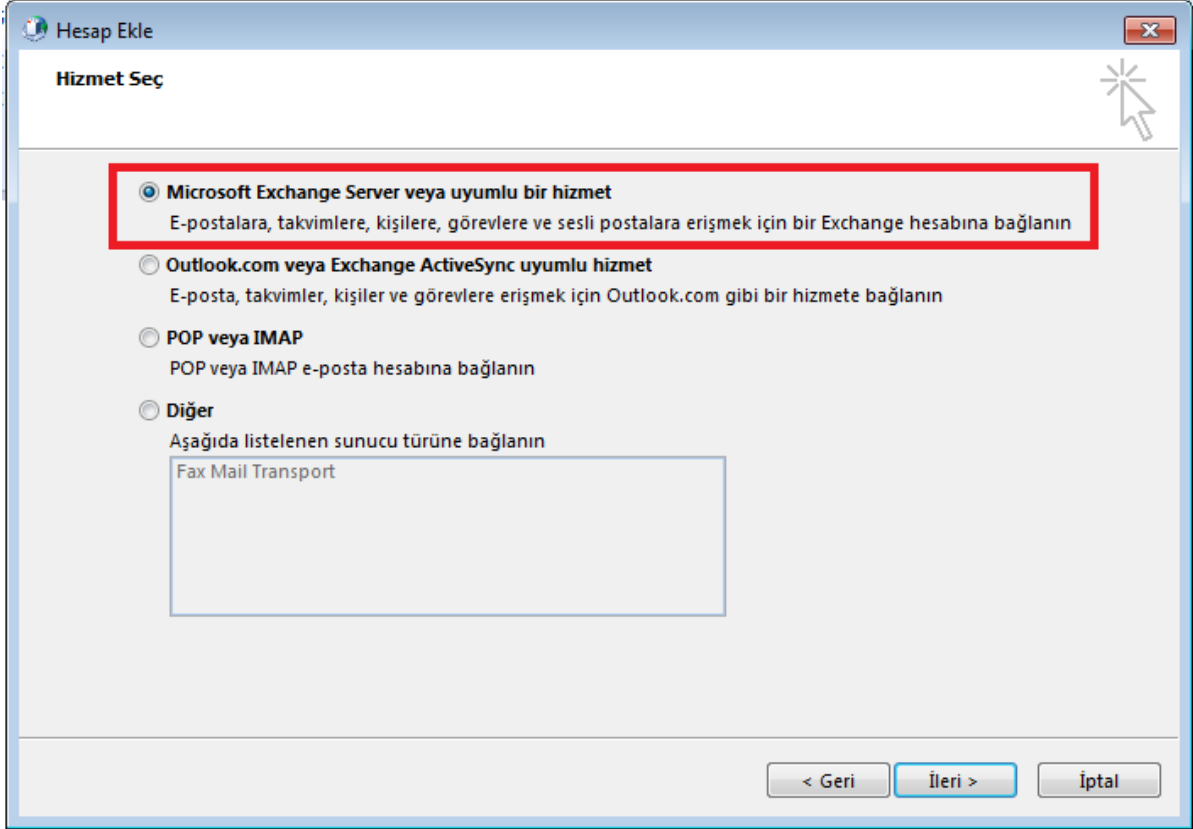 Hesap Ekle
Hizmet Seç
Microsoft Exchange Server veya uyumlu bir hizmet
E-postalara, takvimlere, kişilere, görevlere ve sesli postalara erişmek için bir Exchange hesabına bağlanın
Outlook.com veya Exchange ActiveSync uyumlu hizmet
E-posta, takvimler, kişiler ve görevlere erişmek için Outlook.com gibi bir hizmete bağlanın
POP veya IMAP
POP veya IMAP e-posta hesabına bağlanın
Diğer
Aşağıda listelenen sunucu türüne bağlanın
Fax Mail Transport
< Geri
İleri >
İptal